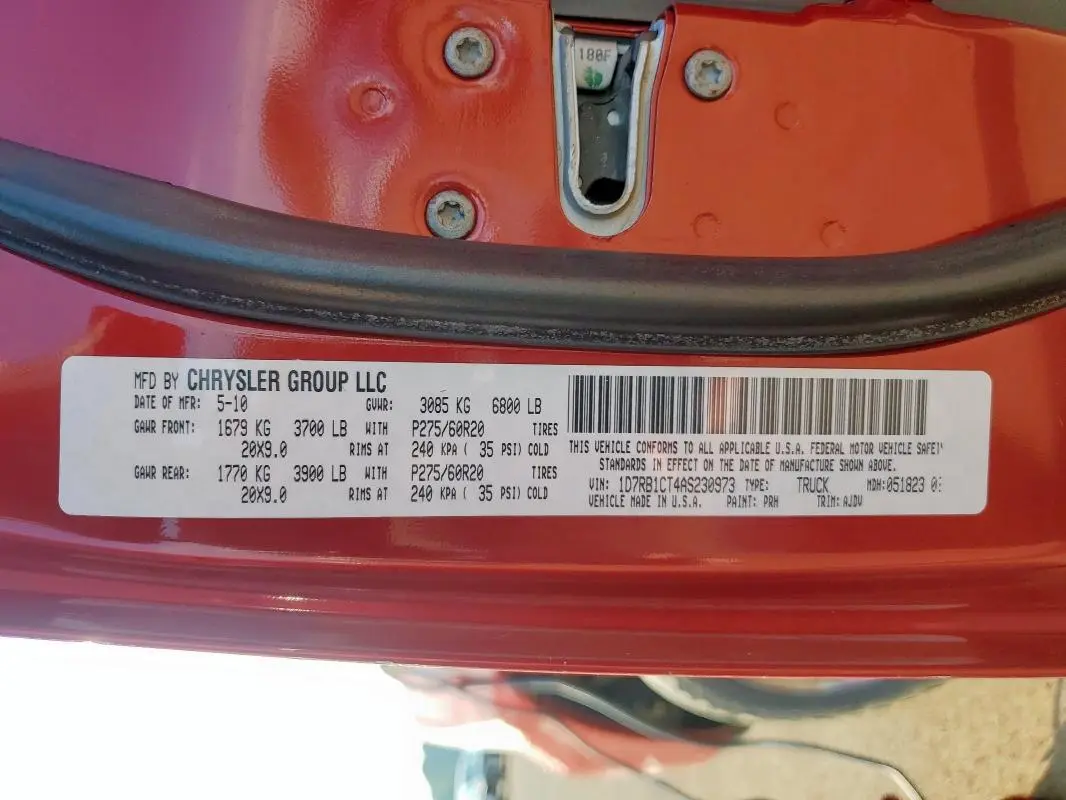 180F
MFD BY CHRYSLER GROUP LLC
DATE OF MFR: 5-10 GVWR: 3085 KG 6800 LB
GAWR FRONT: 1679 KG 3700 LB WITH P275/60R20 TIRES
20X9.0 RIMS AT 240 KPA ( 35 PSI) COLD
GAWR REAR: 1770 KG 3900 LB WITH P275/60R20 TIRES
20X9.0 RIMS AT 240 KPA ( 35 PSI) COLD
THIS VEHICLE CONFORMS TO ALL APPLICABLE U.S.A. FEDERAL MOTOR VEHICLE SAFETY
STANDARDS IN EFFECT ON THE DATE OF MANUFACTURE SHOWN ABOVE.
VIN: 1D7RB1CT4AS230973 TYPE: TRUCK MDH: 051823
VEHICLE MADE IN U.S.A. PAINT: PRH TRIM: AJDV